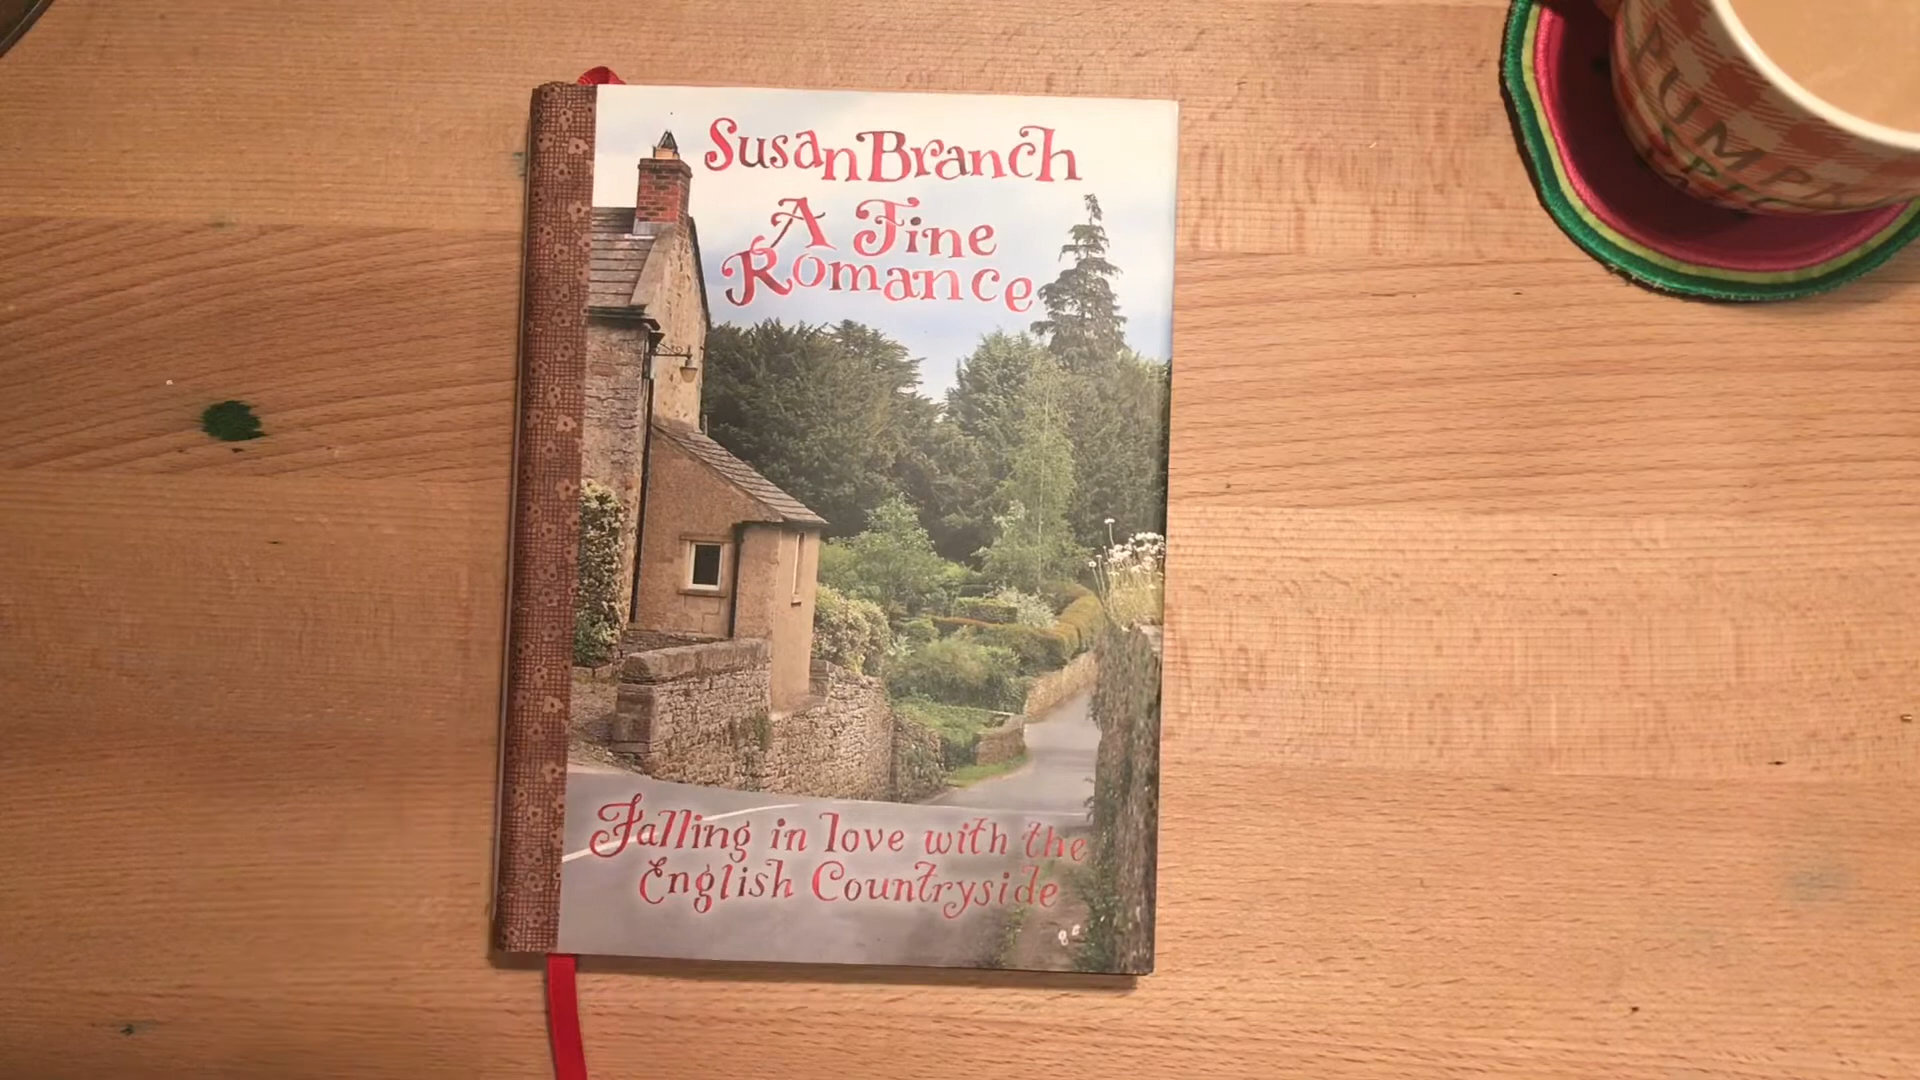 Susan Branch
A Fine
Romance
Falling in love with the
English Countryside